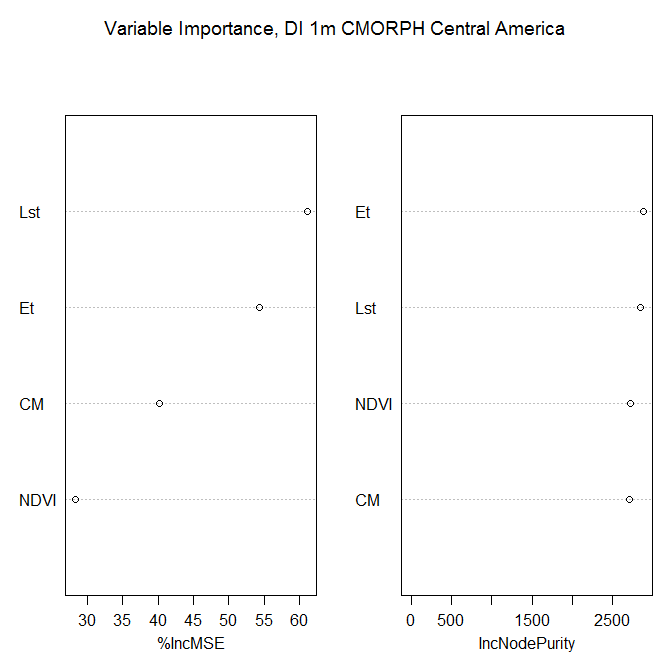 Variable Importance, DI 1m CMORPH Central America
Lst
Et
CM
NDVI
30 35 40 45 50 55 60
%IncMSE
Et
Lst
NDVI
CM
0 500 1500 2500
IncNodePurity